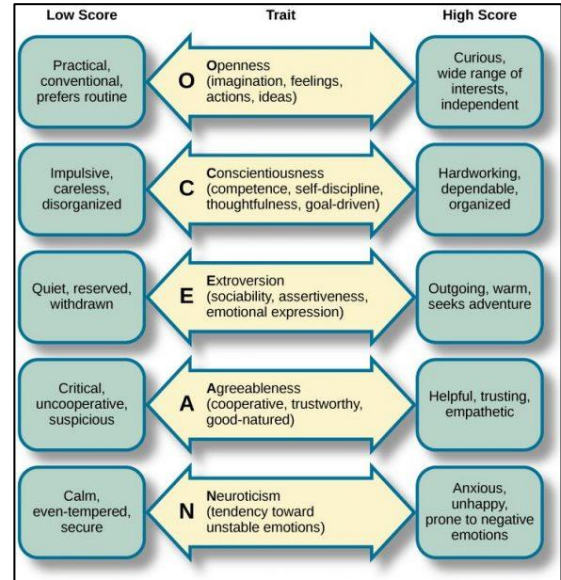 Low Score Trait High Score
Practical,
conventional,
prefers routine
O
Openness
(imagination, feelings,
actions, ideas)
Curious,
wide range of
interests,
independent
Impulsive,
careless,
disorganized
C
Conscientiousness
(competence, self-discipline,
thoughtfulness, goal-driven)
Hardworking,
dependable,
organized
Quiet, reserved,
withdrawn
E
Extroversion
(sociability, assertiveness,
emotional expression)
Outgoing, warm,
seeks adventure
Critical,
uncooperative,
suspicious
A
Agreeableness
(cooperative, trustworthy,
good-natured)
Helpful, trusting,
empathetic
Calm,
even-tempered,
secure
N
Neuroticism
(tendency toward
unstable emotions)
Anxious,
unhappy,
prone to negative
emotions